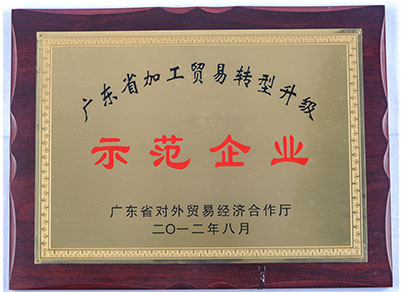 广东省加工贸易转型升级
示范企业
广东省对外贸易经济合作厅
二〇一二年八月